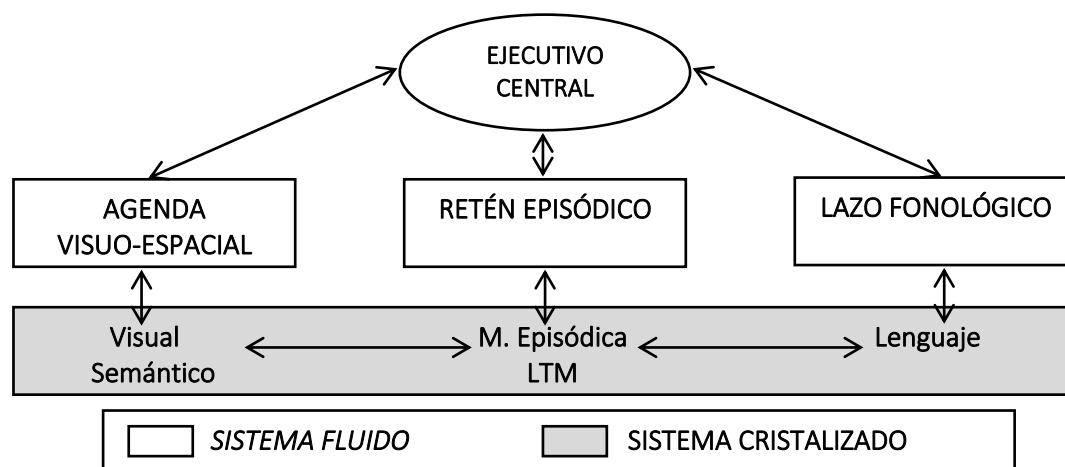 EJECUTIVO
CENTRAL
AGENDA
VISUO-ESPACIAL
RETÉN EPISÓDICO
LAZO FONOLÓGICO
Visual
Semántico
M. Episódica
LTM
Lenguaje
SISTEMA FLUIDO
SISTEMA CRISTALIZADO